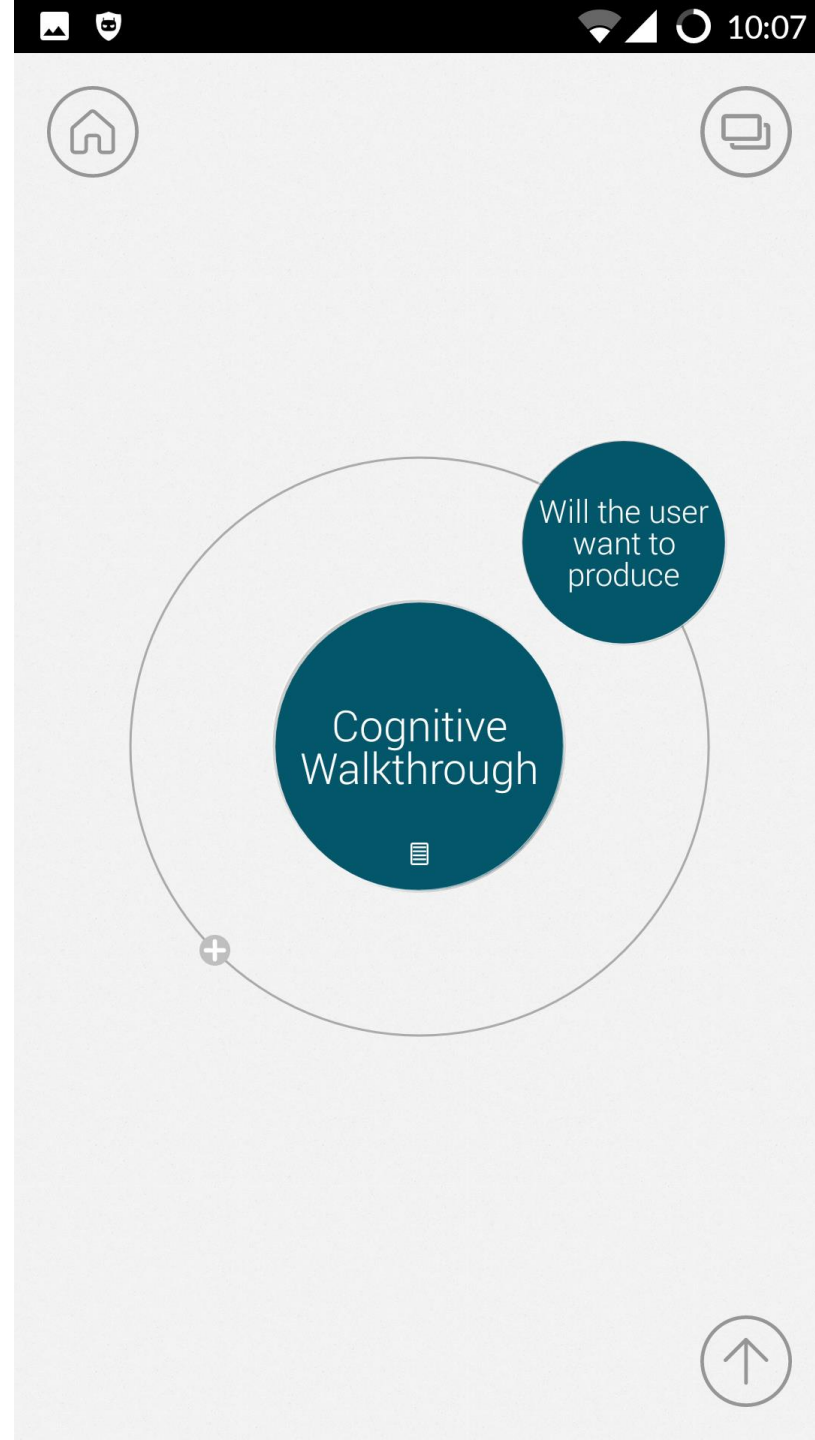 10:07
Will the user
want to
produce
Cognitive
Walkthrough